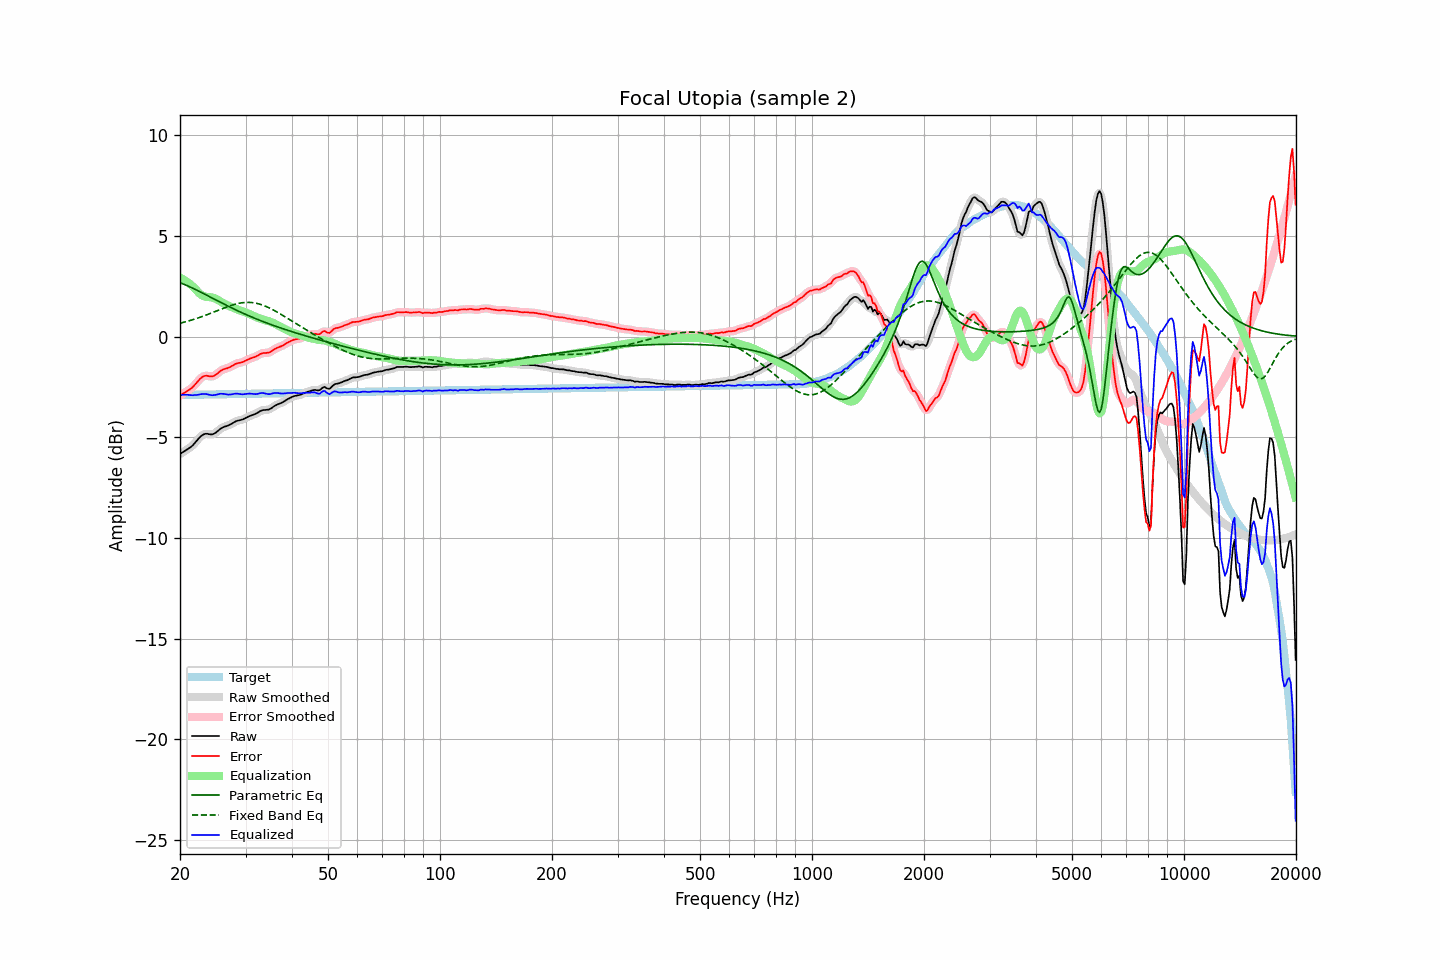 Focal Utopia (sample 2)
Amplitude (dBr)
10
5
0
−5
−10
−15
−20
−25
Target
Raw Smoothed
Error Smoothed
Raw
Error
Equalization
Parametric Eq
Fixed Band Eq
Equalized
20 50 100 200 500 1000 2000 5000 10000 20000
Frequency (Hz)